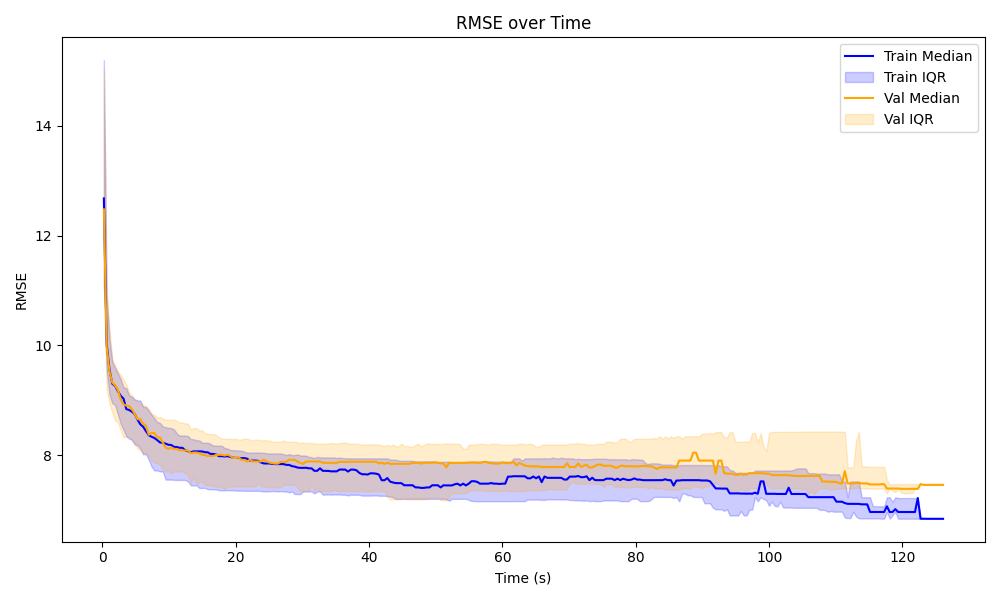 RMSE over Time
Train Median
Train IQR
Val Median
Val IQR
RMSE
14
12
10
8
0 20 40 60 80 100 120
Time (s)